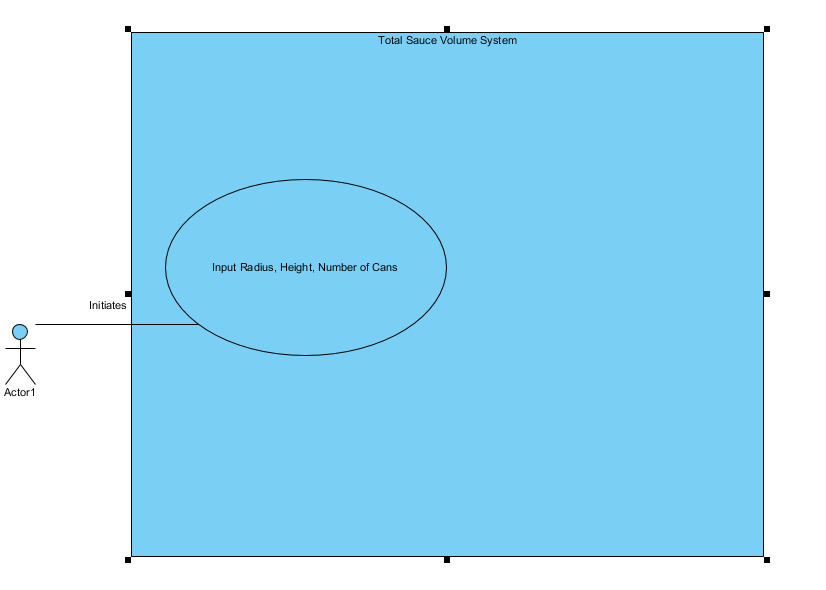 Total Sauce Volume System
Input Radius, Height, Number of Cans
Initiates
Actor1